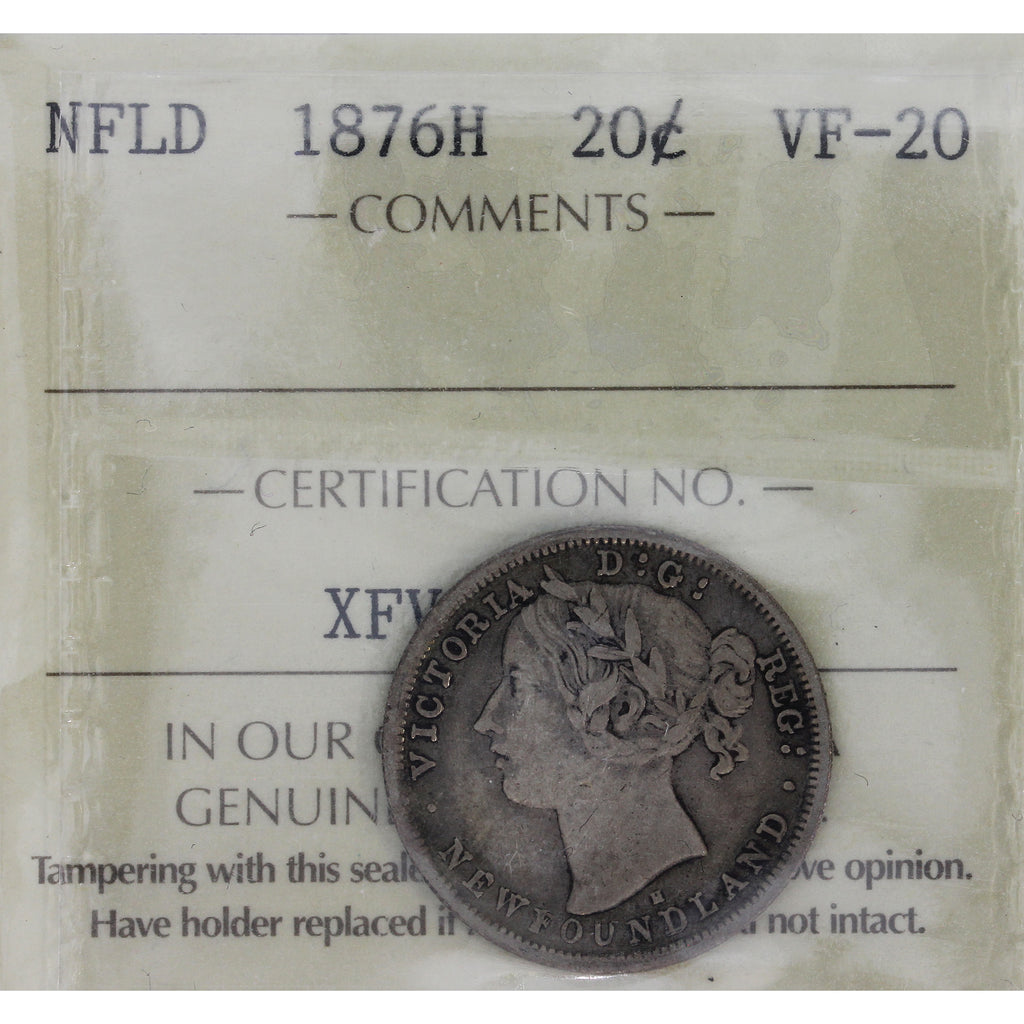 NFLD 1876H 20¢ VF-20
— COMMENTS —
— CERTIFICATION NO. —
XFV
IN OUR
GENUIN
Tampering with this seale ve opinion.
Have holder replaced if not intact.
VICTORIA D:G: REG:
· NEWFOUNDLAND ·
H